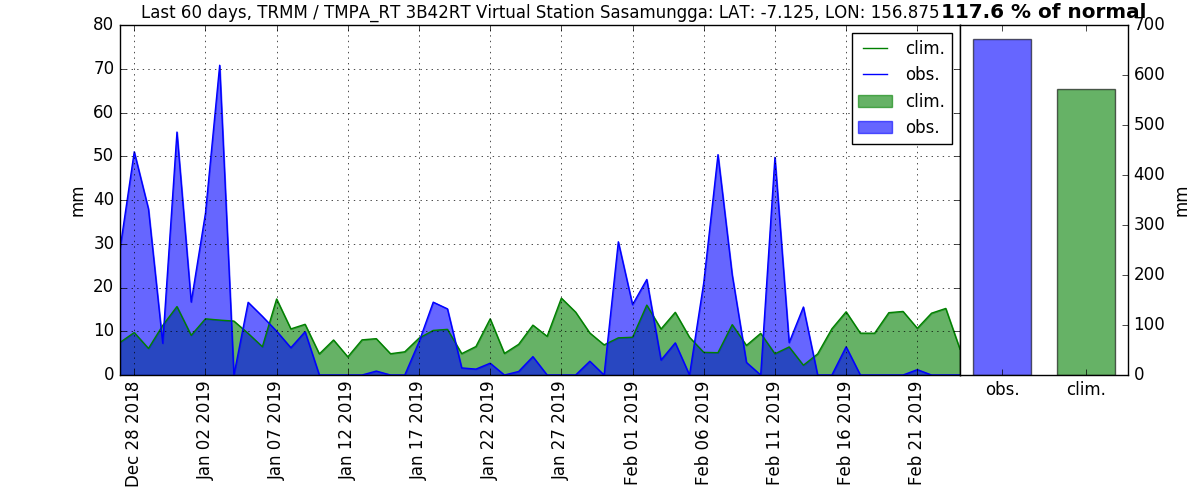 Last 60 days, TRMM / TMPA_RT 3B42RT Virtual Station Sasamungga: LAT: -7.125, LON: 156.875
117.6 % of normal
80
70
60
50
40
30
20
10
0
mm
clim.
obs.
clim.
obs.
Dec 28 2018
Jan 02 2019
Jan 07 2019
Jan 12 2019
Jan 17 2019
Jan 22 2019
Jan 27 2019
Feb 01 2019
Feb 06 2019
Feb 11 2019
Feb 16 2019
Feb 21 2019
700
600
500
400
300
200
100
0
mm
obs.
clim.